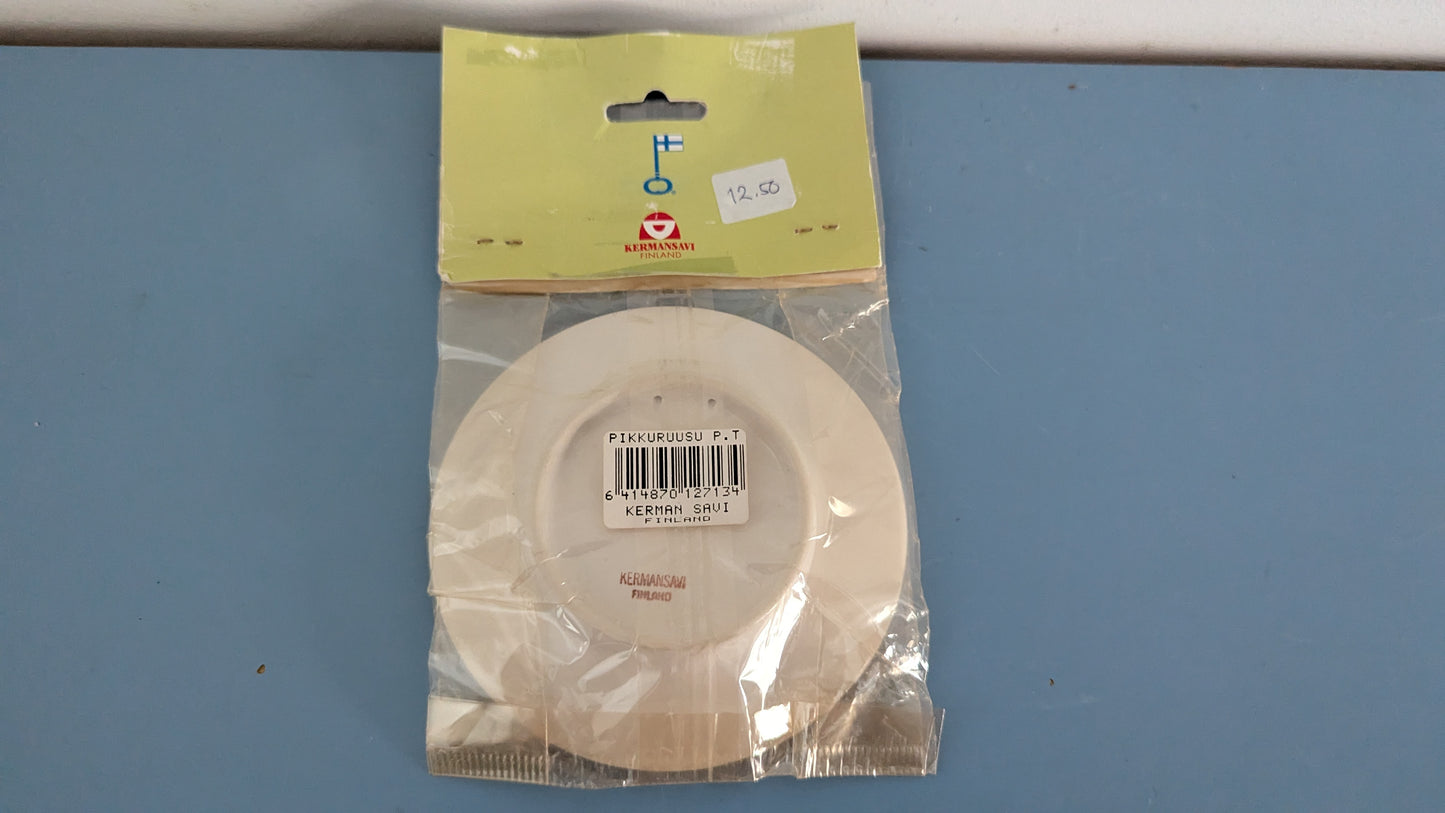 12.50
KERMANSAVI
FINLAND
PIKKURUUSU P.T
6 414870 127134
KERMAN SAVI
FINLAND
KERMANSAVI
FINLAND